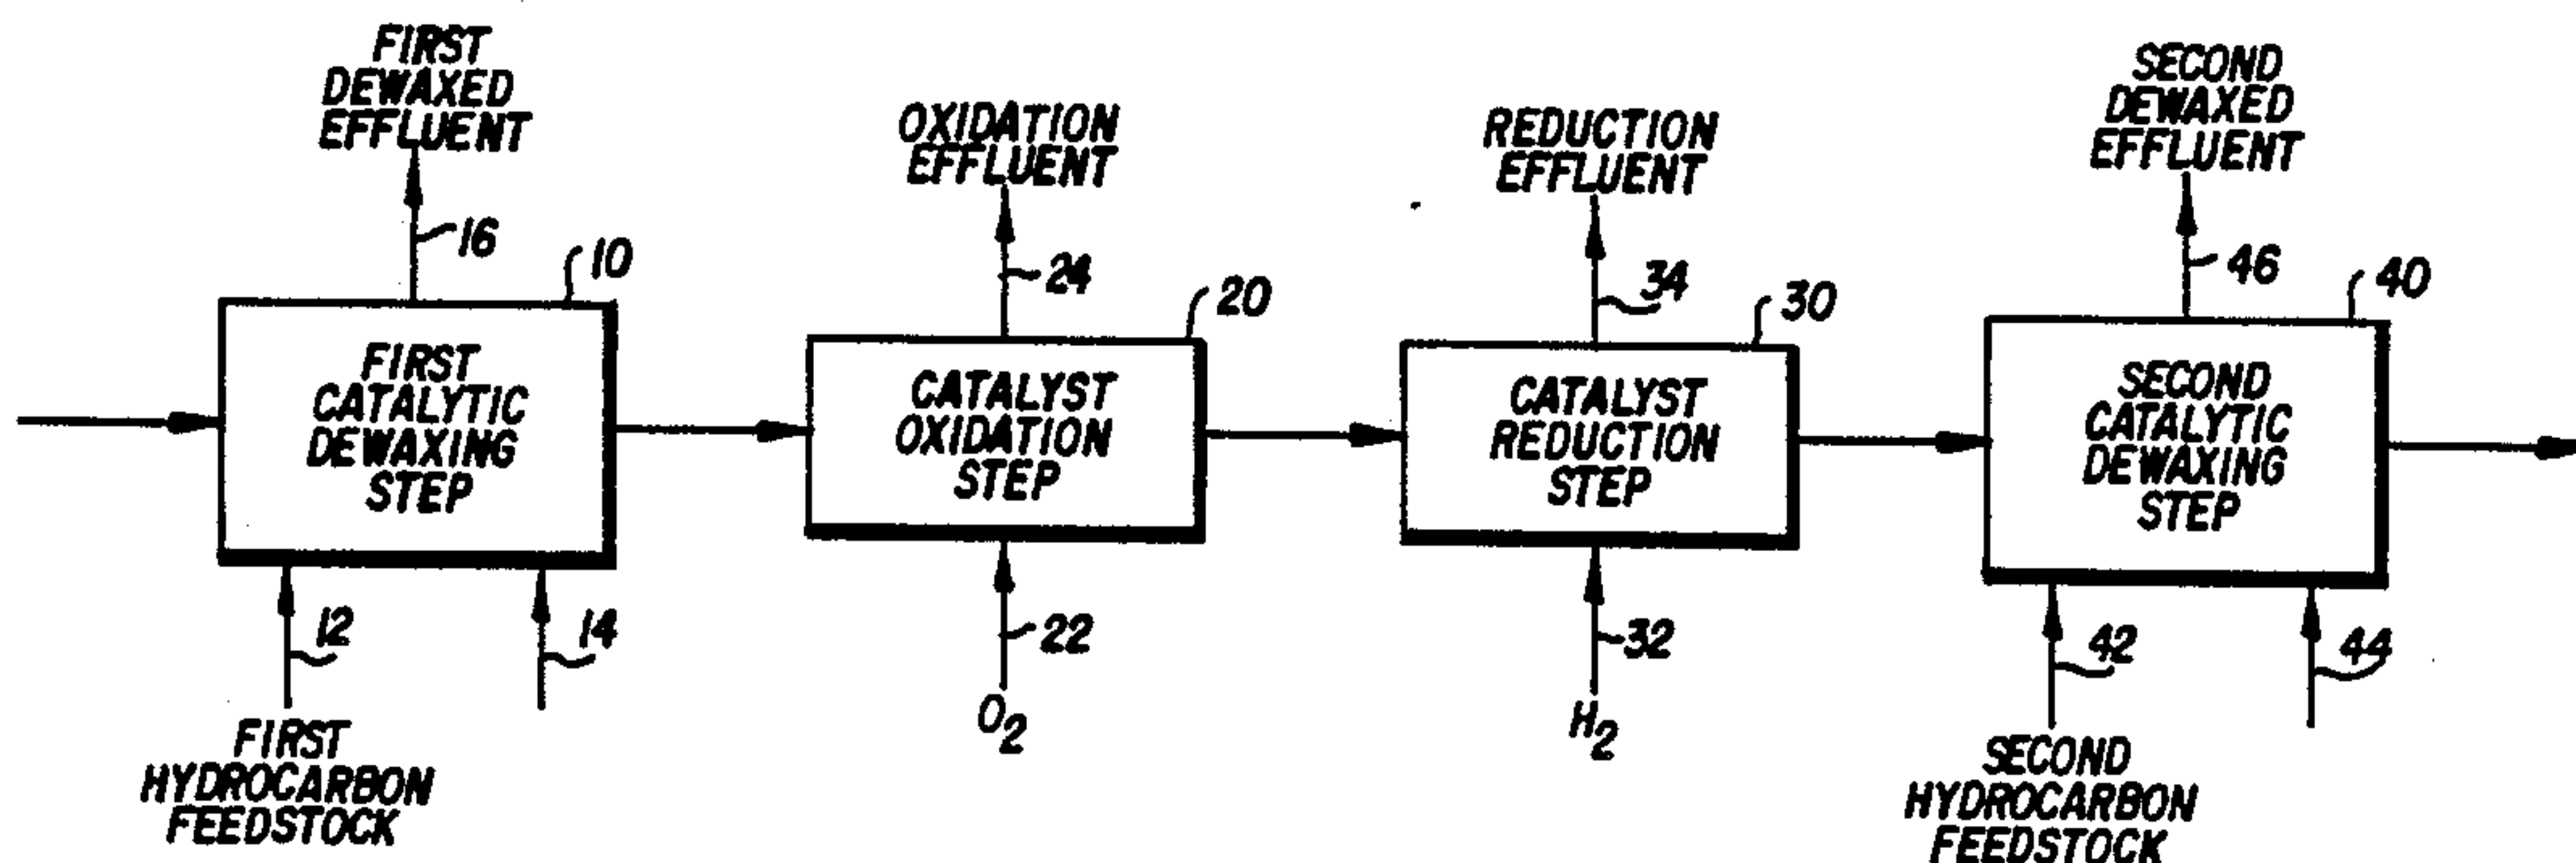 FIRST
DEWAXED
EFFLUENT
16
10
FIRST
CATALYTIC
DEWAXING
STEP
12
14
FIRST
HYDROCARBON
FEEDSTOCK
OXIDATION
EFFLUENT
24
20
CATALYST
OXIDATION
STEP
22
O2
REDUCTION
EFFLUENT
34
30
CATALYST
REDUCTION
STEP
32
H2
SECOND
DEWAXED
EFFLUENT
46
40
SECOND
CATALYTIC
DEWAXING
STEP
42
44
SECOND
HYDROCARBON
FEEDSTOCK